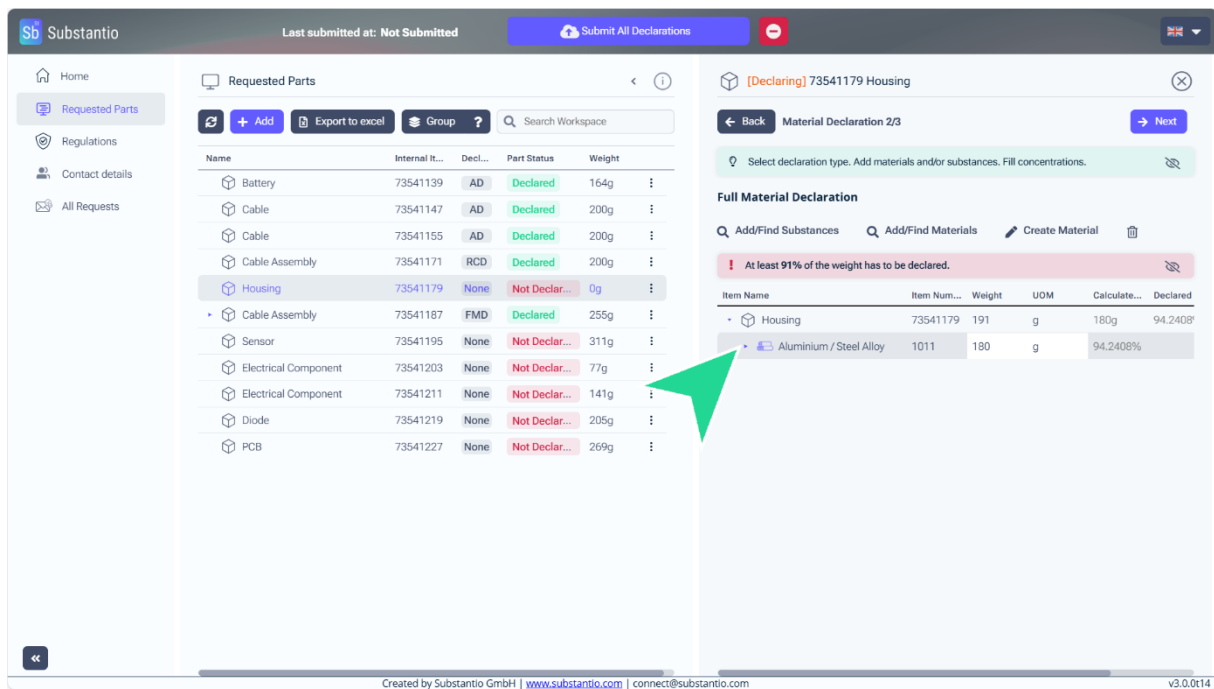 Sb Substantio
Last submitted at: Not Submitted
Submit All Declarations
Home
Requested Parts
Regulations
Contact details
All Requests
Requested Parts
+ Add
Export to excel
Group ?
Search Workspace
Name Internal It... Decl... Part Status Weight
Battery 73541139 AD Declared 164g
Cable 73541147 AD Declared 200g
Cable 73541155 AD Declared 200g
Cable Assembly 73541171 RCD Declared 200g
Housing 73541179 None Not Declar... 0g
Cable Assembly 73541187 FMD Declared 255g
Sensor 73541195 None Not Declar... 311g
Electrical Component 73541203 None Not Declar... 77g
Electrical Component 73541211 None Not Declar... 141g
Diode 73541219 None Not Declar... 205g
PCB 73541227 None Not Declar... 269g
[Declaring] 73541179 Housing
Back Material Declaration 2/3 Next
Select declaration type. Add materials and/or substances. Fill concentrations.
Full Material Declaration
Add/Find Substances Add/Find Materials Create Material
! At least 91% of the weight has to be declared.
Item Name Item Num... Weight UOM Calculate... Declared
Housing 73541179 191 g 180g 94.2408
Aluminium / Steel Alloy 1011 180 g 94.2408%
Created by Substantio GmbH | www.substantio.com | connect@substantio.com
v3.0.0t14